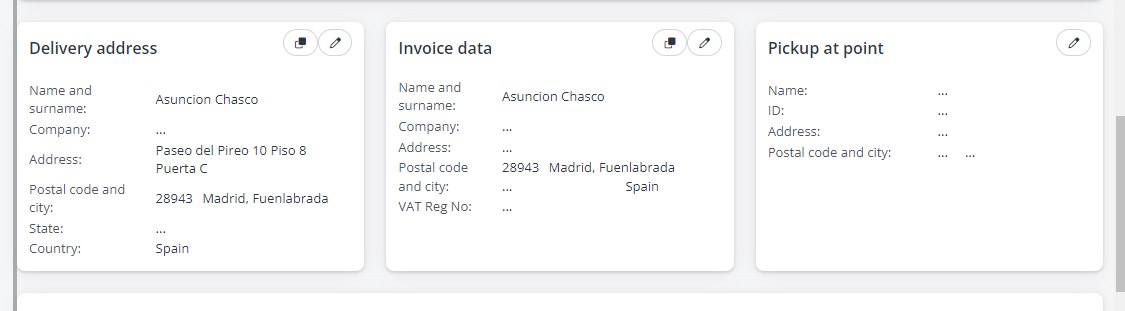 Delivery address
Name and surname: Asuncion Chasco
Company: ...
Address: Paseo del Pireo 10 Piso 8 Puerta C
Postal code and city: 28943 Madrid, Fuenlabrada
State: ...
Country: Spain
Invoice data
Name and surname: Asuncion Chasco
Company: ...
Address: ...
Postal code and city: 28943 Madrid, Fuenlabrada
... Spain
VAT Reg No: ...
Pickup at point
Name: ...
ID: ...
Address: ...
Postal code and city: ... ...